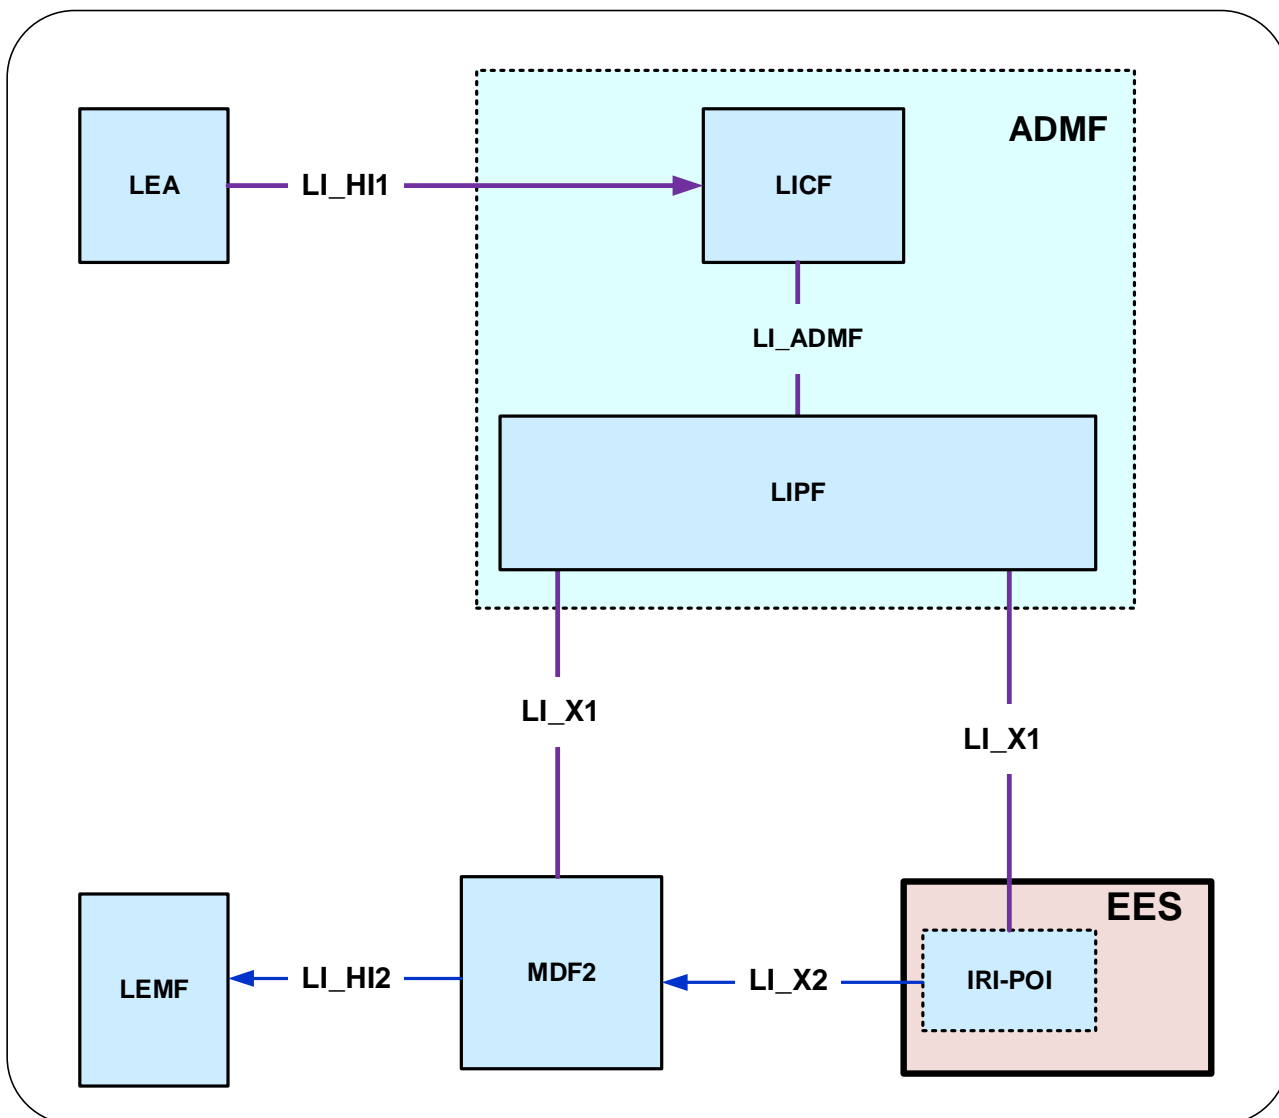 ADMF
LEA
LI_HI1
LICF
LI_ADMF
LIPF
LI_X1
LI_X1
EES
LEMF
LI_HI2
MDF2
LI_X2
IRI-POI